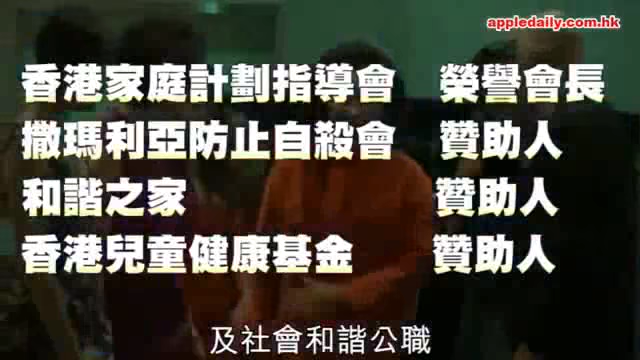 appledaily.com.hk
香港家庭計劃指導會 榮譽會長
撒瑪利亞防止自殺會 贊助人
和諧之家 贊助人
香港兒童健康基金 贊助人
及社會和諧公職